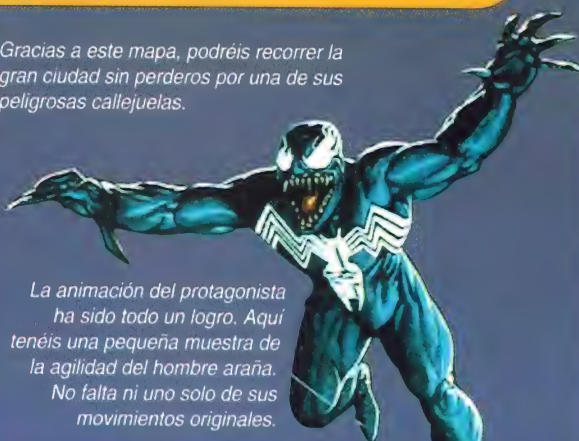 Gracias a este mapa, podréis recorrer la
gran ciudad sin perderos por una de sus
peligrosas callejuelas.
La animación del protagonista
ha sido todo un logro. Aquí
tenéis una pequeña muestra de
la agilidad del hombre araña.
No falta ni uno solo de sus
movimientos originales.